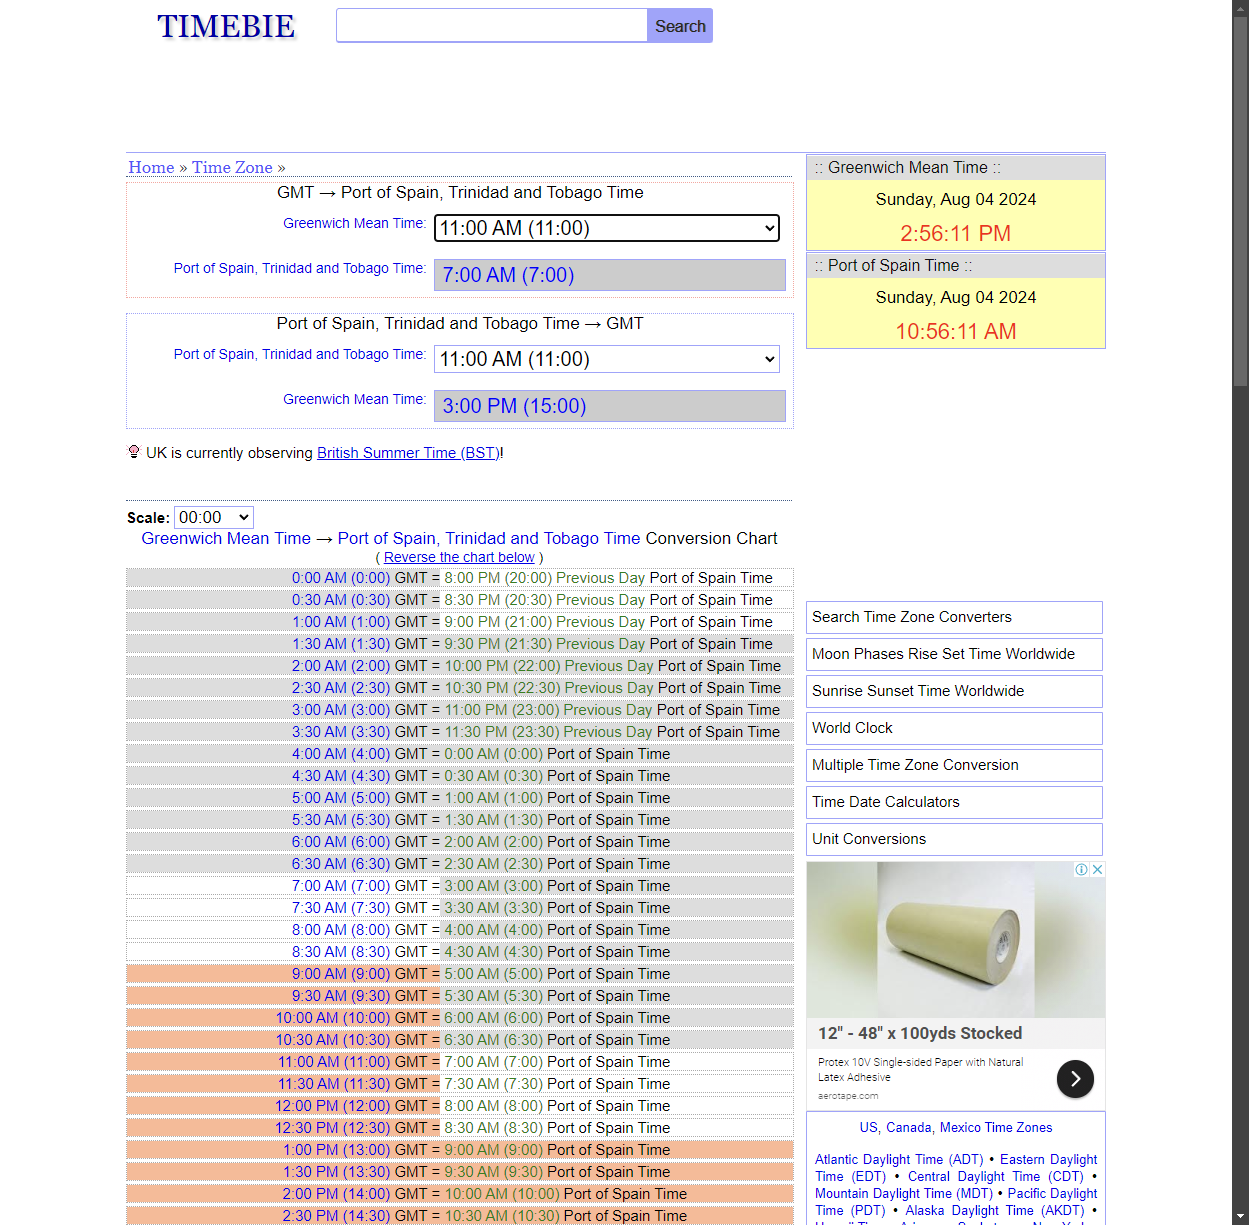 TIMEBIE
Search
Home » Time Zone »
GMT → Port of Spain, Trinidad and Tobago Time
Greenwich Mean Time: 11:00 AM (11:00)
Port of Spain, Trinidad and Tobago Time: 7:00 AM (7:00)
Port of Spain, Trinidad and Tobago Time → GMT
Port of Spain, Trinidad and Tobago Time: 11:00 AM (11:00)
Greenwich Mean Time: 3:00 PM (15:00)
UK is currently observing British Summer Time (BST)!
Scale: 00:00
Greenwich Mean Time → Port of Spain, Trinidad and Tobago Time Conversion Chart
( Reverse the chart below )
0:00 AM (0:00) GMT = 8:00 PM (20:00) Previous Day Port of Spain Time
0:30 AM (0:30) GMT = 8:30 PM (20:30) Previous Day Port of Spain Time
1:00 AM (1:00) GMT = 9:00 PM (21:00) Previous Day Port of Spain Time
1:30 AM (1:30) GMT = 9:30 PM (21:30) Previous Day Port of Spain Time
2:00 AM (2:00) GMT = 10:00 PM (22:00) Previous Day Port of Spain Time
2:30 AM (2:30) GMT = 10:30 PM (22:30) Previous Day Port of Spain Time
3:00 AM (3:00) GMT = 11:00 PM (23:00) Previous Day Port of Spain Time
3:30 AM (3:30) GMT = 11:30 PM (23:30) Previous Day Port of Spain Time
4:00 AM (4:00) GMT = 0:00 AM (0:00) Port of Spain Time
4:30 AM (4:30) GMT = 0:30 AM (0:30) Port of Spain Time
5:00 AM (5:00) GMT = 1:00 AM (1:00) Port of Spain Time
5:30 AM (5:30) GMT = 1:30 AM (1:30) Port of Spain Time
6:00 AM (6:00) GMT = 2:00 AM (2:00) Port of Spain Time
6:30 AM (6:30) GMT = 2:30 AM (2:30) Port of Spain Time
7:00 AM (7:00) GMT = 3:00 AM (3:00) Port of Spain Time
7:30 AM (7:30) GMT = 3:30 AM (3:30) Port of Spain Time
8:00 AM (8:00) GMT = 4:00 AM (4:00) Port of Spain Time
8:30 AM (8:30) GMT = 4:30 AM (4:30) Port of Spain Time
9:00 AM (9:00) GMT = 5:00 AM (5:00) Port of Spain Time
9:30 AM (9:30) GMT = 5:30 AM (5:30) Port of Spain Time
10:00 AM (10:00) GMT = 6:00 AM (6:00) Port of Spain Time
10:30 AM (10:30) GMT = 6:30 AM (6:30) Port of Spain Time
11:00 AM (11:00) GMT = 7:00 AM (7:00) Port of Spain Time
11:30 AM (11:30) GMT = 7:30 AM (7:30) Port of Spain Time
12:00 PM (12:00) GMT = 8:00 AM (8:00) Port of Spain Time
12:30 PM (12:30) GMT = 8:30 AM (8:30) Port of Spain Time
1:00 PM (13:00) GMT = 9:00 AM (9:00) Port of Spain Time
1:30 PM (13:30) GMT = 9:30 AM (9:30) Port of Spain Time
2:00 PM (14:00) GMT = 10:00 AM (10:00) Port of Spain Time
2:30 PM (14:30) GMT = 10:30 AM (10:30) Port of Spain Time
:: Greenwich Mean Time ::
Sunday, Aug 04 2024
2:56:11 PM
:: Port of Spain Time ::
Sunday, Aug 04 2024
10:56:11 AM
Search Time Zone Converters
Moon Phases Rise Set Time Worldwide
Sunrise Sunset Time Worldwide
World Clock
Multiple Time Zone Conversion
Time Date Calculators
Unit Conversions
12" - 48" x 100yds Stocked
Protex 10V Single-sided Paper with Natural
Latex Adhesive
aerotape.com
US, Canada, Mexico Time Zones
Atlantic Daylight Time (ADT) • Eastern Daylight
Time (EDT) • Central Daylight Time (CDT) •
Mountain Daylight Time (MDT) • Pacific Daylight
Time (PDT) • Alaska Daylight Time (AKDT) •